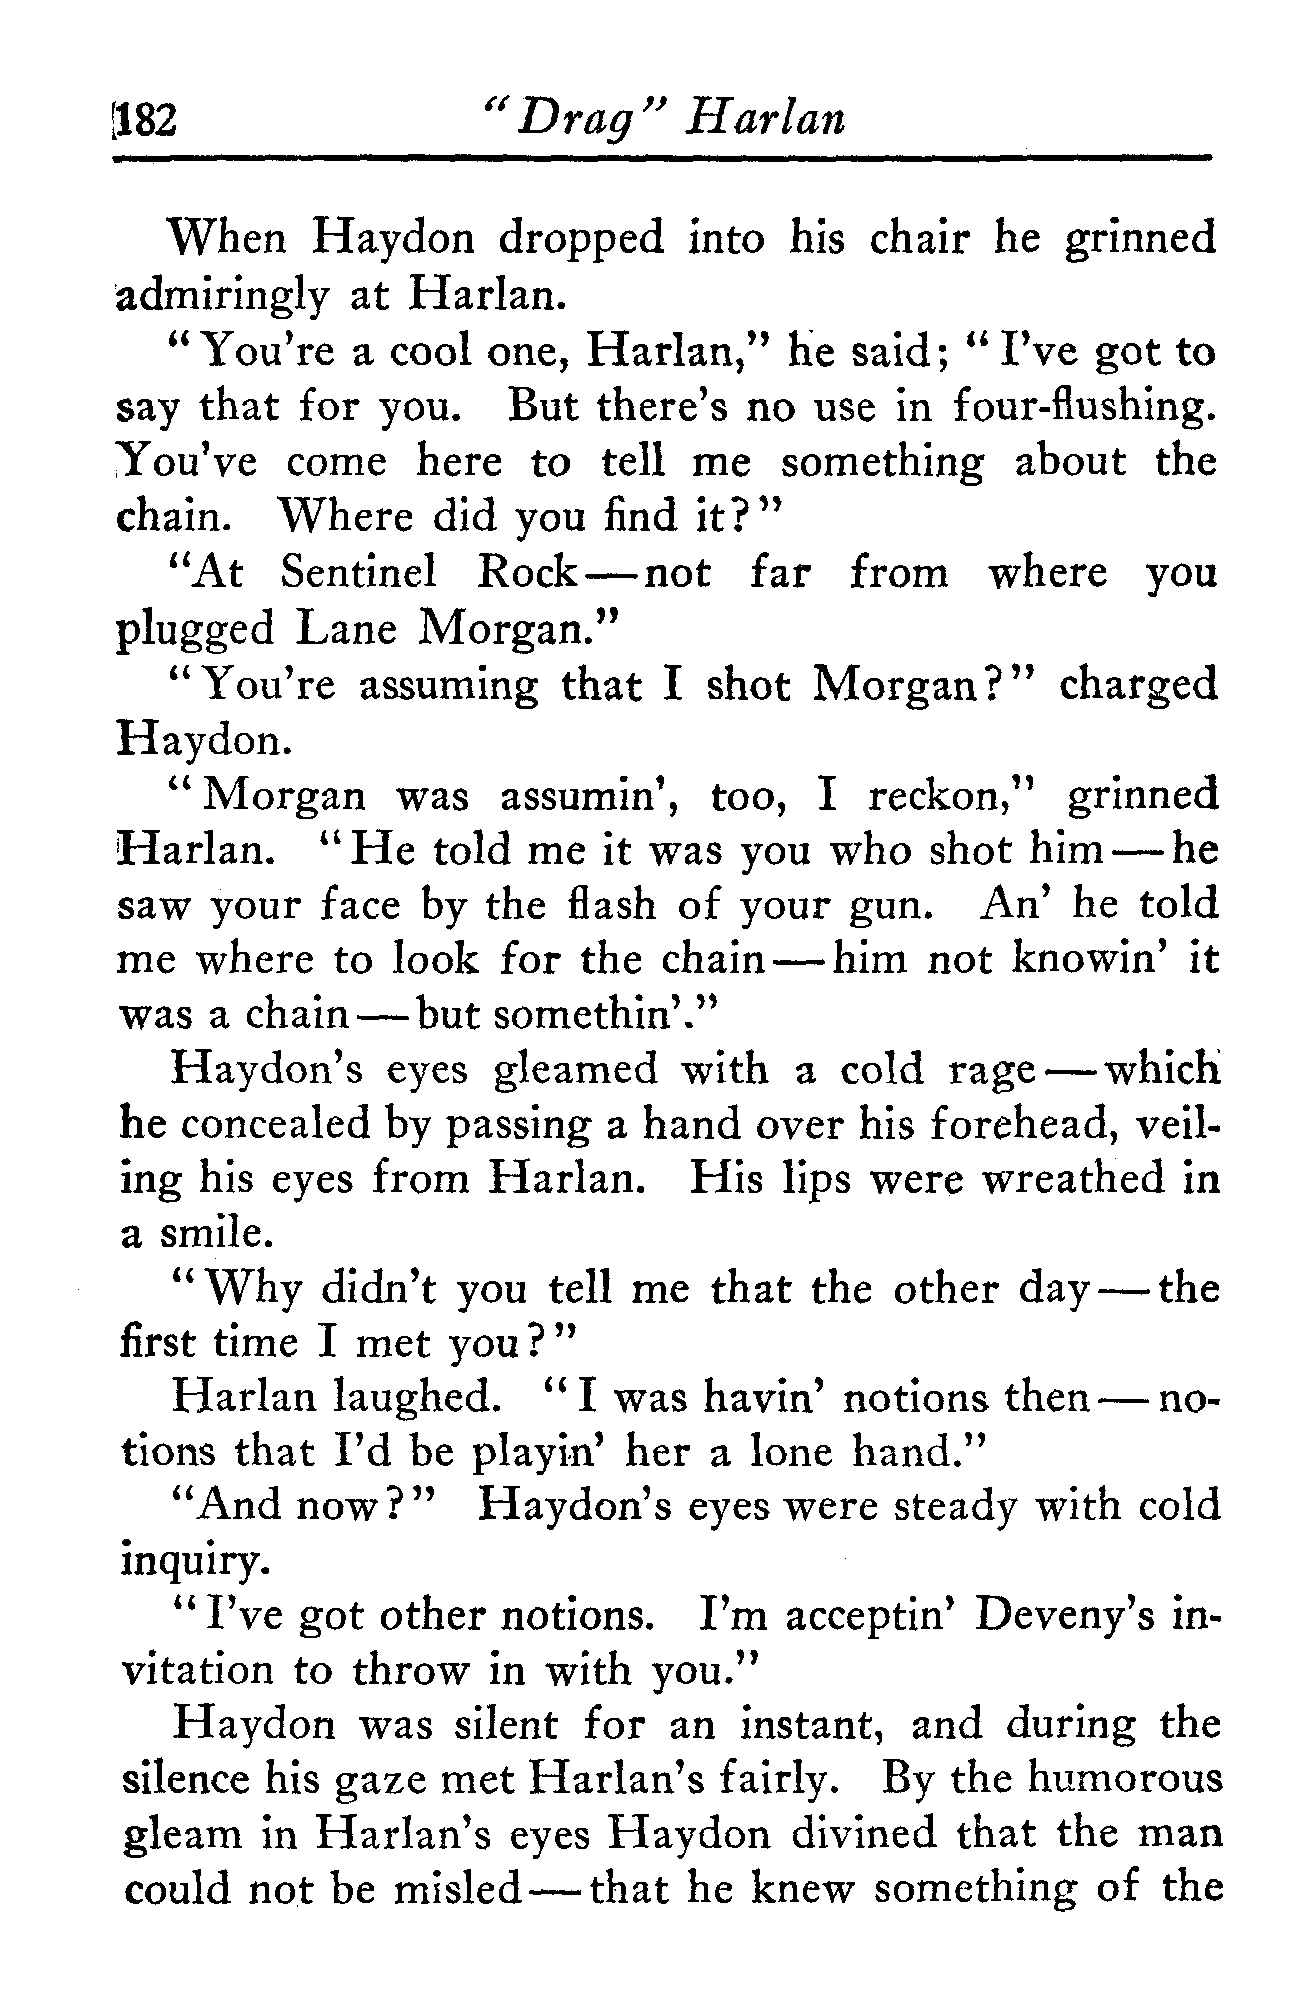 182 "Drag" Harlan
When Haydon dropped into his chair he grinned
admiringly at Harlan.
"You're a cool one, Harlan," he said; "I've got to
say that for you. But there's no use in four-flushing.
You've come here to tell me something about the
chain. Where did you find it?"
"At Sentinel Rock—not far from where you
plugged Lane Morgan."
"You're assuming that I shot Morgan?" charged
Haydon.
"Morgan was assumin', too, I reckon," grinned
Harlan. "He told me it was you who shot him—he
saw your face by the flash of your gun. An' he told
me where to look for the chain—him not knowin' it
was a chain—but somethin'."
Haydon's eyes gleamed with a cold rage—which
he concealed by passing a hand over his forehead, veil-
ing his eyes from Harlan. His lips were wreathed in
a smile.
"Why didn't you tell me that the other day—the
first time I met you?"
Harlan laughed. "I was havin' notions then—no-
tions that I'd be playin' her a lone hand."
"And now?" Haydon's eyes were steady with cold
inquiry.
"I've got other notions. I'm acceptin' Deveny's in-
vitation to throw in with you."
Haydon was silent for an instant, and during the
silence his gaze met Harlan's fairly. By the humorous
gleam in Harlan's eyes Haydon divined that the man
could not be misled—that he knew something of the